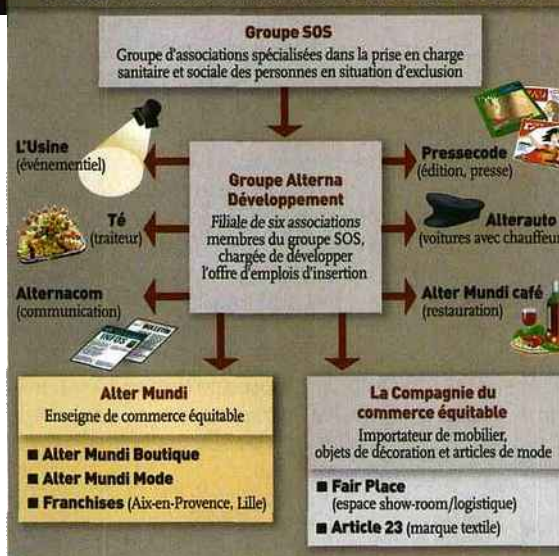 Groupe SOS
Groupe d'associations spécialisées dans la prise en charge
sanitaire et sociale des personnes en situation d'exclusion
L'Usine
(événementiel)
Té
(traiteur)
Alternacom
(communication)
Groupe Alterna
Développement
Filiale de six associations
membres du groupe SOS,
chargée de développer
l'offre d'emplois d'insertion
Pressecode
(édition, presse)
Alterauto
(voitures avec chauffeur
Alter Mundi café
(restauration)
INFOS
BULLETIN
Alter Mundi
Enseigne de commerce équitable
■ Alter Mundi Boutique
■ Alter Mundi Mode
■ Franchises (Aix-en-Provence, Lille)
La Compagnie du
commerce équitable
Importateur de mobilier,
objets de décoration et articles de mode
■ Fair Place
(espace show-room/logistique)
■ Article 23 (marque textile)